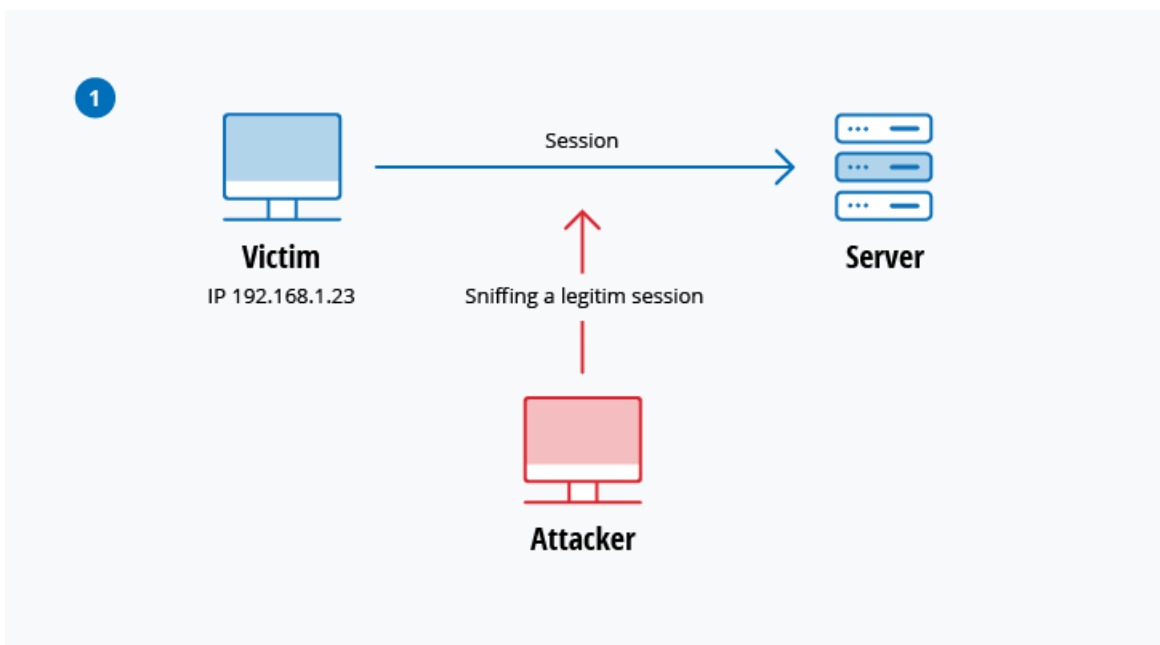 1
Session
Victim
IP 192.168.1.23
Server
Sniffing a legitim session
Attacker